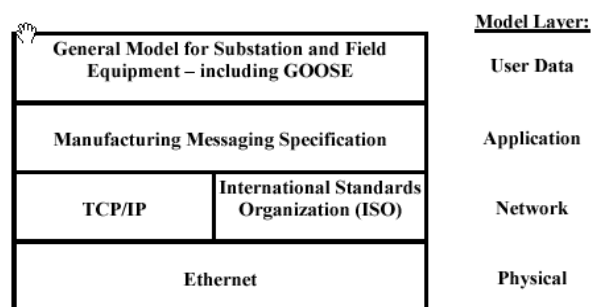 Model Layer:
General Model for Substation and Field
Equipment – including GOOSE
User Data
Manufacturing Messaging Specification
Application
TCP/IP
International Standards
Organization (ISO)
Network
Ethernet
Physical